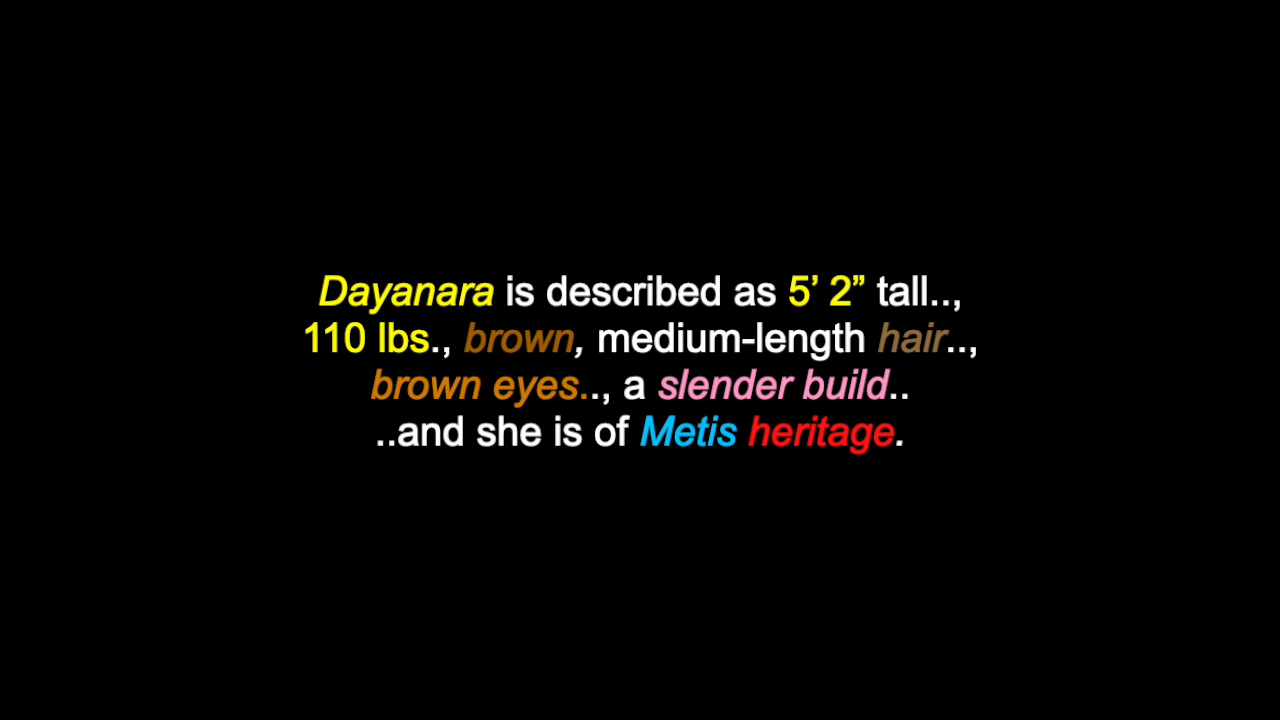 Dayanara is described as 5’ 2” tall..,
110 lbs., brown, medium-length hair..,
brown eyes.., a slender build..
..and she is of Metis heritage.